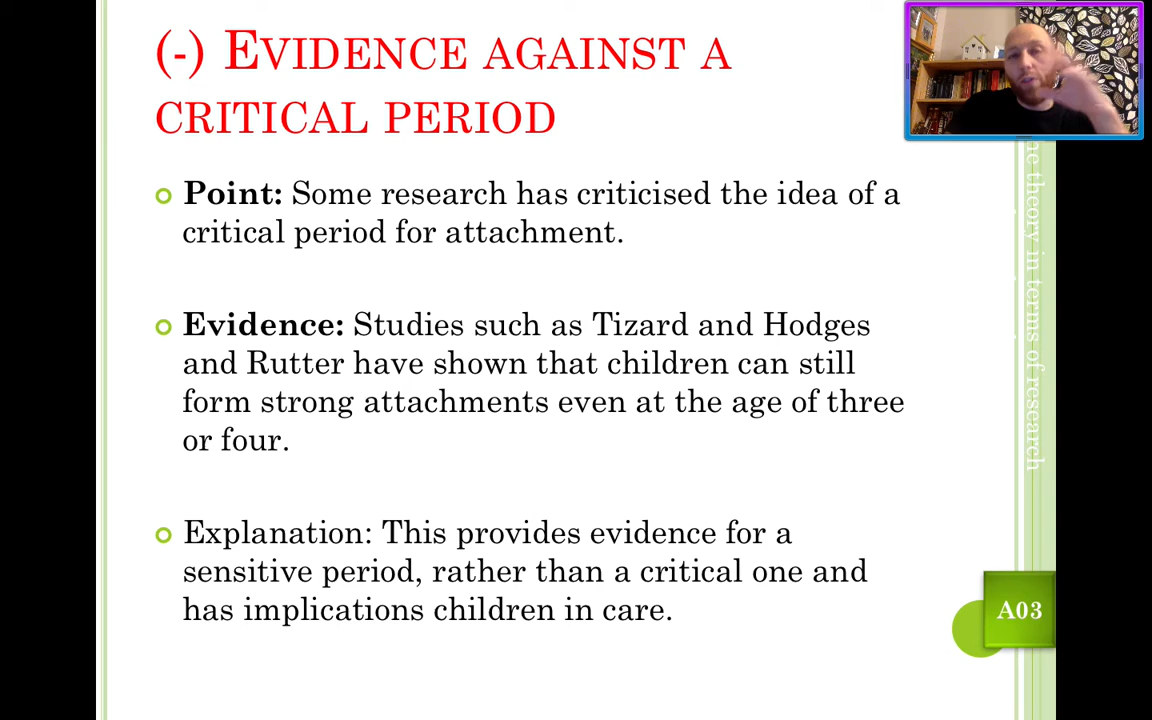 (-) EVIDENCE AGAINST A
CRITICAL PERIOD
Point: Some research has criticised the idea of a
critical period for attachment.
Evidence: Studies such as Tizard and Hodges
and Rutter have shown that children can still
form strong attachments even at the age of three
or four.
Explanation: This provides evidence for a
sensitive period, rather than a critical one and
has implications children in care.
theory in terms of research
A03